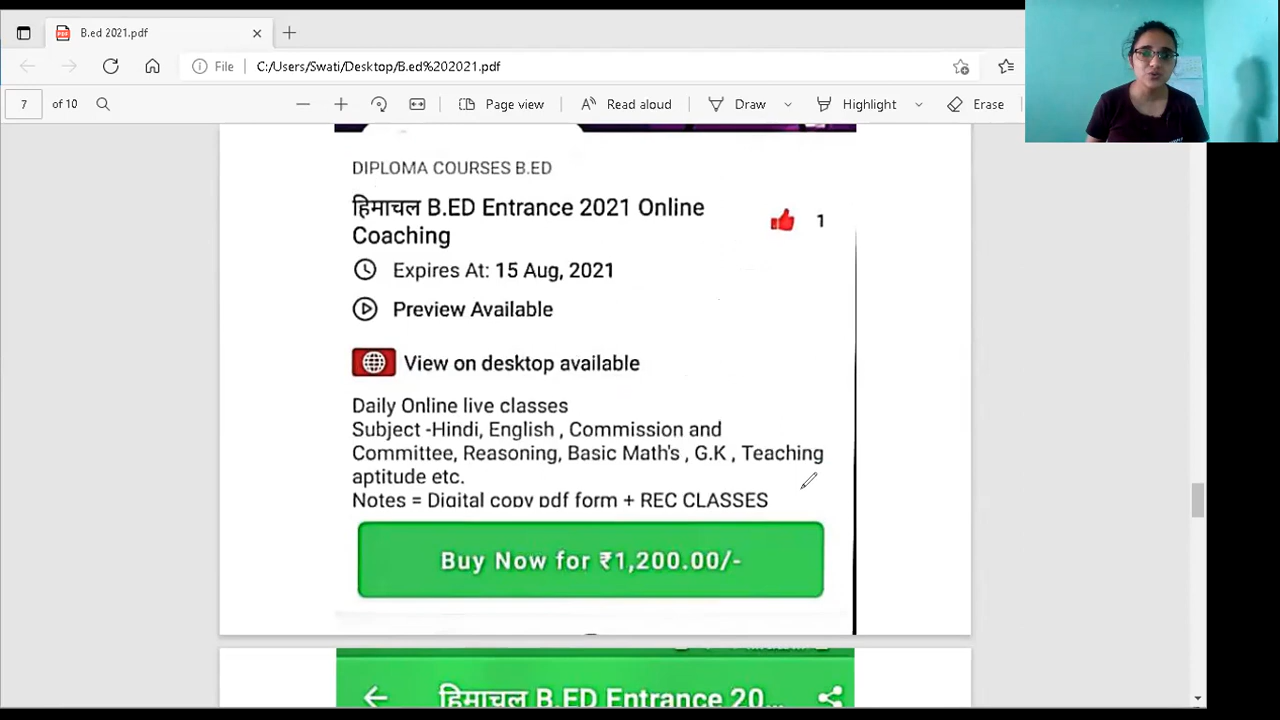 B.ed 2021.pdf
File
C:/Users/Swati/Desktop/B.ed%202021.pdf
7 of 10
Page view
Read aloud
Draw
Highlight
Erase
DIPLOMA COURSES B.ED
हिमाचल B.ED Entrance 2021 Online
Coaching
1
Expires At: 15 Aug, 2021
Preview Available
View on desktop available
Daily Online live classes
Subject -Hindi, English , Commission and
Committee, Reasoning, Basic Math's , G.K , Teaching
aptitude etc.
Notes = Digital copy pdf form + REC CLASSES
Buy Now for ₹1,200.00/-
हिमाचल B.ED Entrance 20...